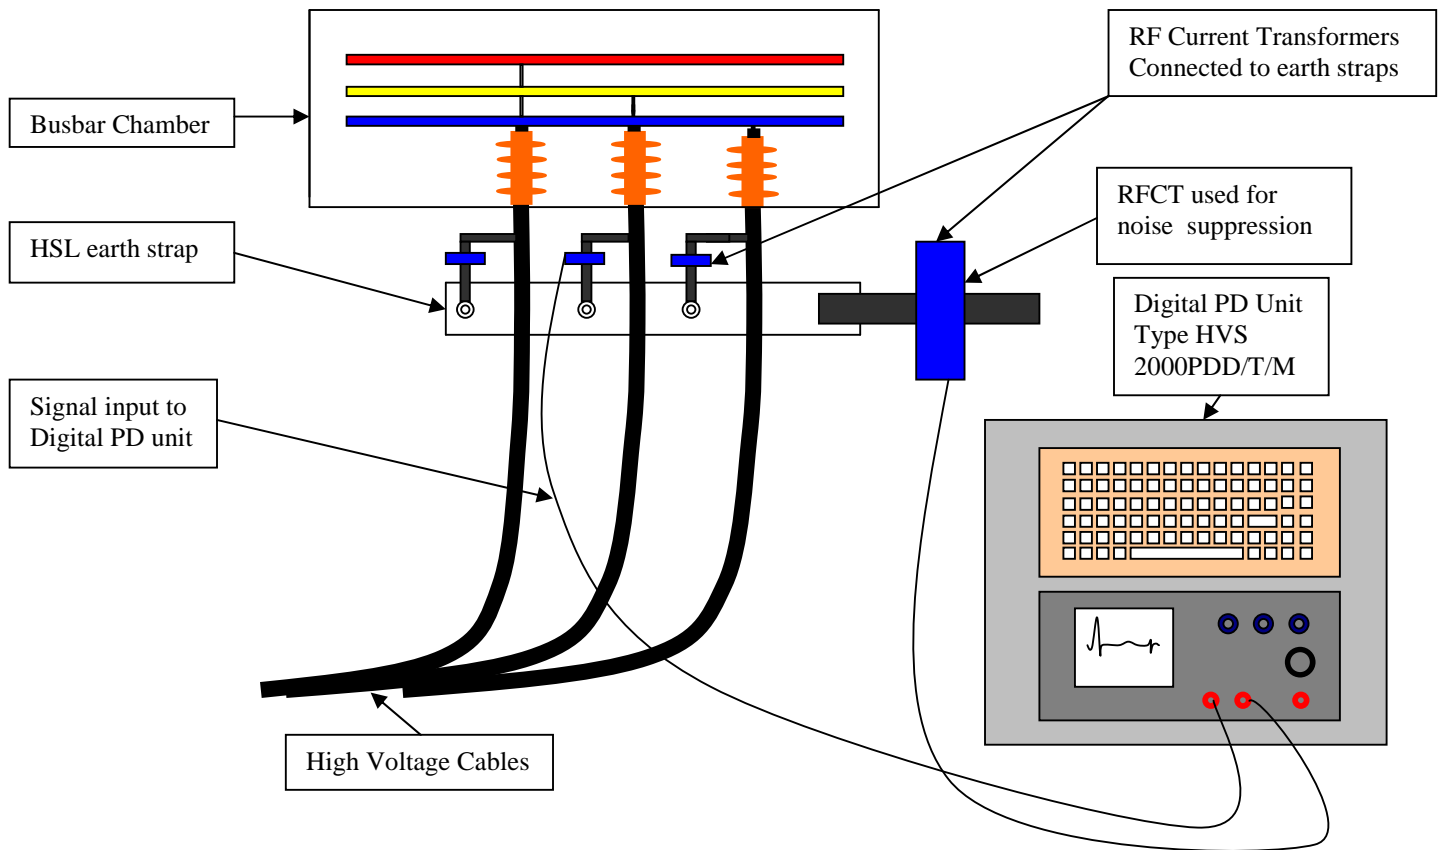 RF Current Transformers
Connected to earth straps
Busbar Chamber
RFCT used for
noise suppression
HSL earth strap
Digital PD Unit
Type HVS
2000PDD/T/M
Signal input to
Digital PD unit
High Voltage Cables